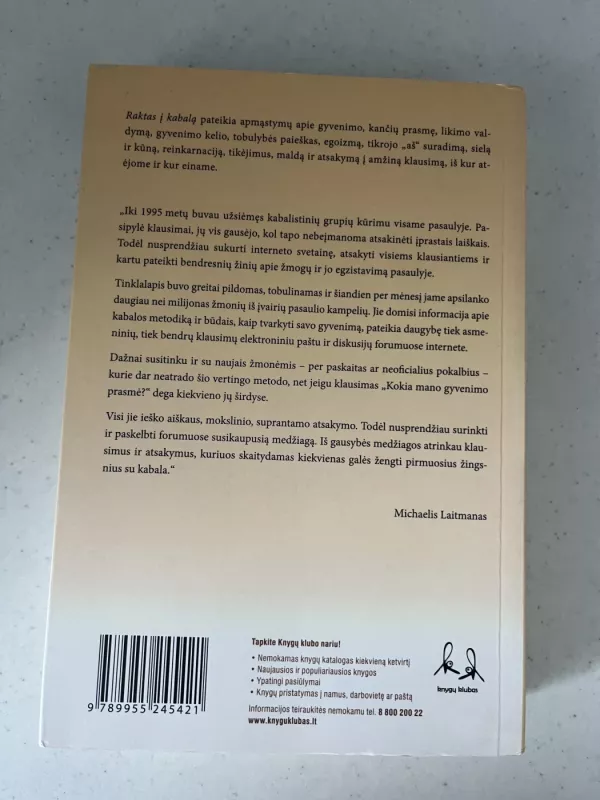 Raktas į kabalą pateikia apmąstymų apie gyvenimo, kančių prasmę, likimo val-
dymą, gyvenimo kelio, tobulybės paieškas, egoizmą, tikrojo „aš“ suradimą, sielą
ir kūną, reinkarnaciją, tikėjimus, maldą ir atsakymą į amžiną klausimą, iš kur at-
ėjome ir kur einame.
„Iki 1995 metų buvau užsiėmęs kabalistinių grupių kūrimu visame pasaulyje. Pa-
sipylė klausimai, jų vis gausėjo, kol tapo nebeįmanoma atsakinėti įprastais laiškais.
Todėl nusprendžiau sukurti interneto svetainę, atsakyti visiems klausiantiems ir
kartu pateikti bendresnių žinių apie žmogų ir jo egzistavimą pasaulyje.
Tinklalapis buvo greitai pildomas, tobulinamas ir šiandien per mėnesį jame apsilanko
daugiau nei milijonas žmonių iš įvairių pasaulio kampelių. Jie domisi informacija apie
kabalos metodiką ir būdais, kaip tvarkyti savo gyvenimą, pateikia daugybę tiek asme-
ninių, tiek bendrų klausimų elektroniniu paštu ir diskusijų forumuose internete.
Dažnai susitinku ir su naujais žmonėmis – per paskaitas ar neoficialius pokalbius –
kurie dar neatrado šio vertingo metodo, net jeigu klausimas „Kokia mano gyvenimo
prasmė?“ dega kiekvieno jų širdyse.
Visi jie ieško aiškaus, mokslinio, suprantamo atsakymo. Todėl nusprendžiau surinkti
ir paskelbti forumuose susikaupusią medžiagą. Iš gausybės medžiagos atrinkau klau-
simus ir atsakymus, kuriuos skaitydamas kiekvienas galės žengti pirmuosius žings-
nius su kabala.“
Michaelis Laitmanas
Tapkite Knygų klubo nariu!
• Nemokamas knygų katalogas kiekvieną ketvirtį
• Naujausios ir populiariausios knygos
• Ypatingi pasiūlymai
• Knygų pristatymas į namus, darbovietę ar paštą
Informacijos teiraukitės nemokamu tel. 8 800 200 22
www.knyguklubas.lt
knygų klubas
9 789955 245421